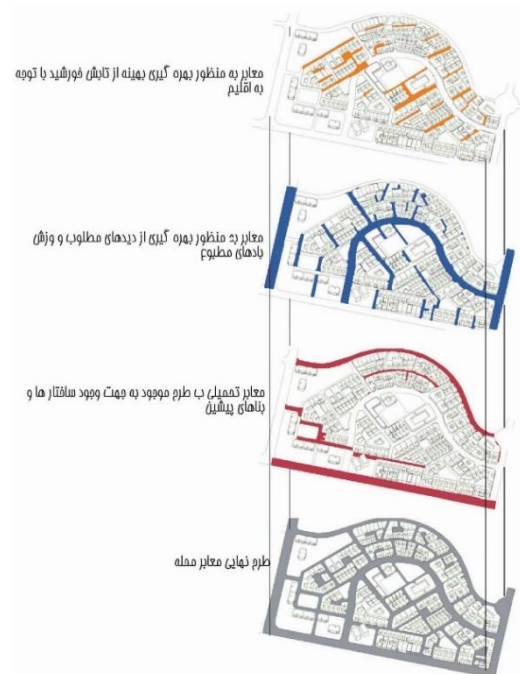 معابر به منظور بهره گیری بهینه از تابش خورشید با توجه
به اقلیم
معابر به منظور بهره گیری از دیدهای مطلوب و وزش
بادهای مطبوع
معابر تحمیلی ب طرح موجود به جهت وجود ساختار ها و
بناهای پیشین
طرح نهایی معابر محله